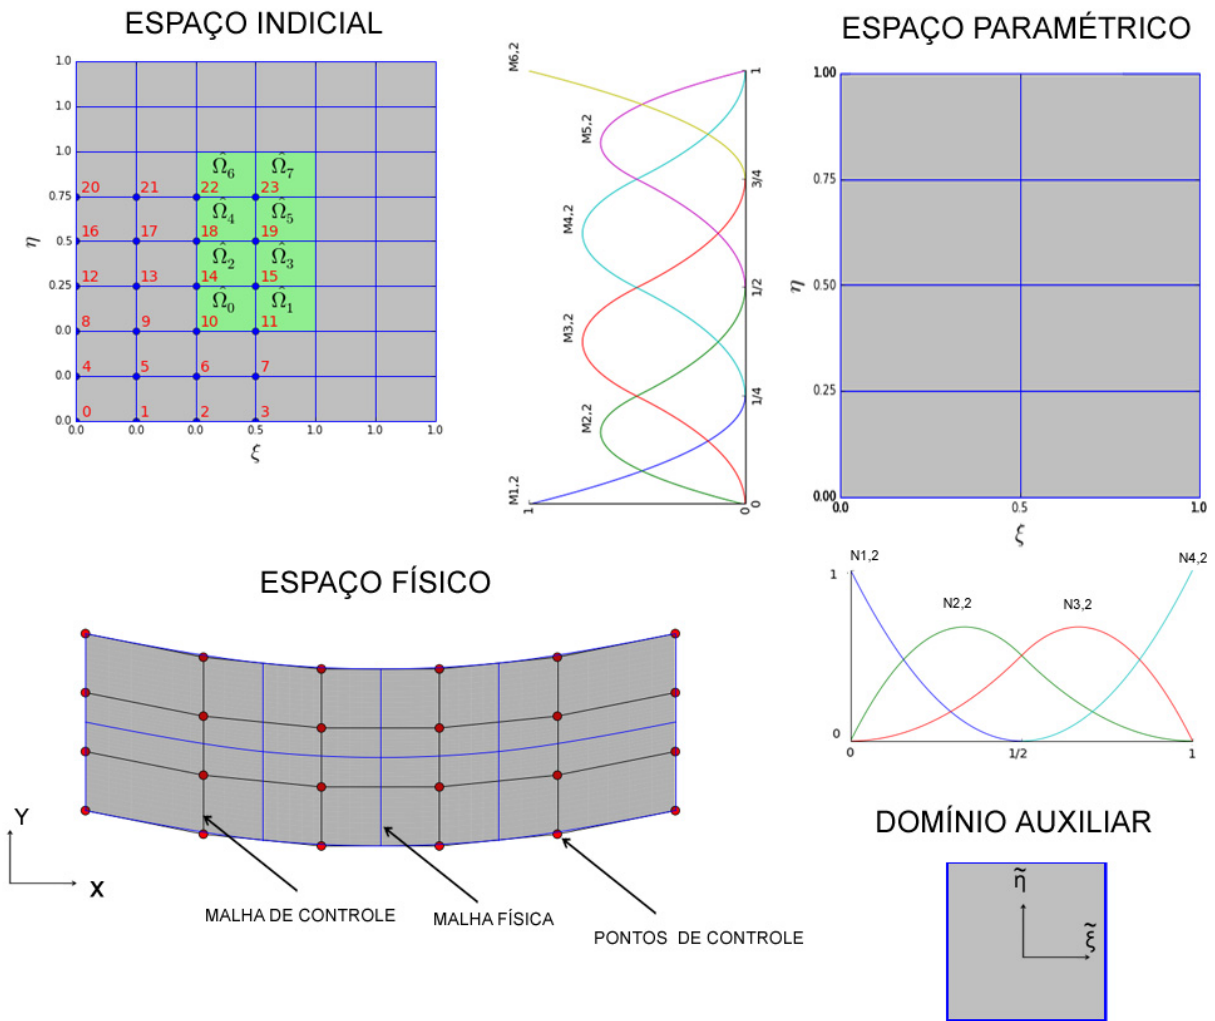 ESPAÇO INDICIAL
1.0
1.0
1.0
0.75
0.5
0.25
0.0
0.0
0.0
η
20 21 22 23
16 17 18 19
12 13 14 15
8 9 10 11
4 5 6 7
0 1 2 3
Ω̂6 Ω̂7
Ω̂4 Ω̂5
Ω̂2 Ω̂3
Ω̂0 Ω̂1
0.0 0.0 0.0 0.5 1.0 1.0 1.0
ξ
M6,2
M5,2
M4,2
M3,2
M2,2
M1,2
1
3/4
1/2
1/4
0
1 0
ESPAÇO PARAMÉTRICO
1.00
0.75
0.50
0.25
0.00
η
0.0 0.5 1.0
ξ
N1,2 N2,2 N3,2 N4,2
1
0
0 1/2 1
ESPAÇO FÍSICO
Y
X
MALHA DE CONTROLE
MALHA FÍSICA
PONTOS DE CONTROLE
DOMÍNIO AUXILIAR
η̃
ξ̃